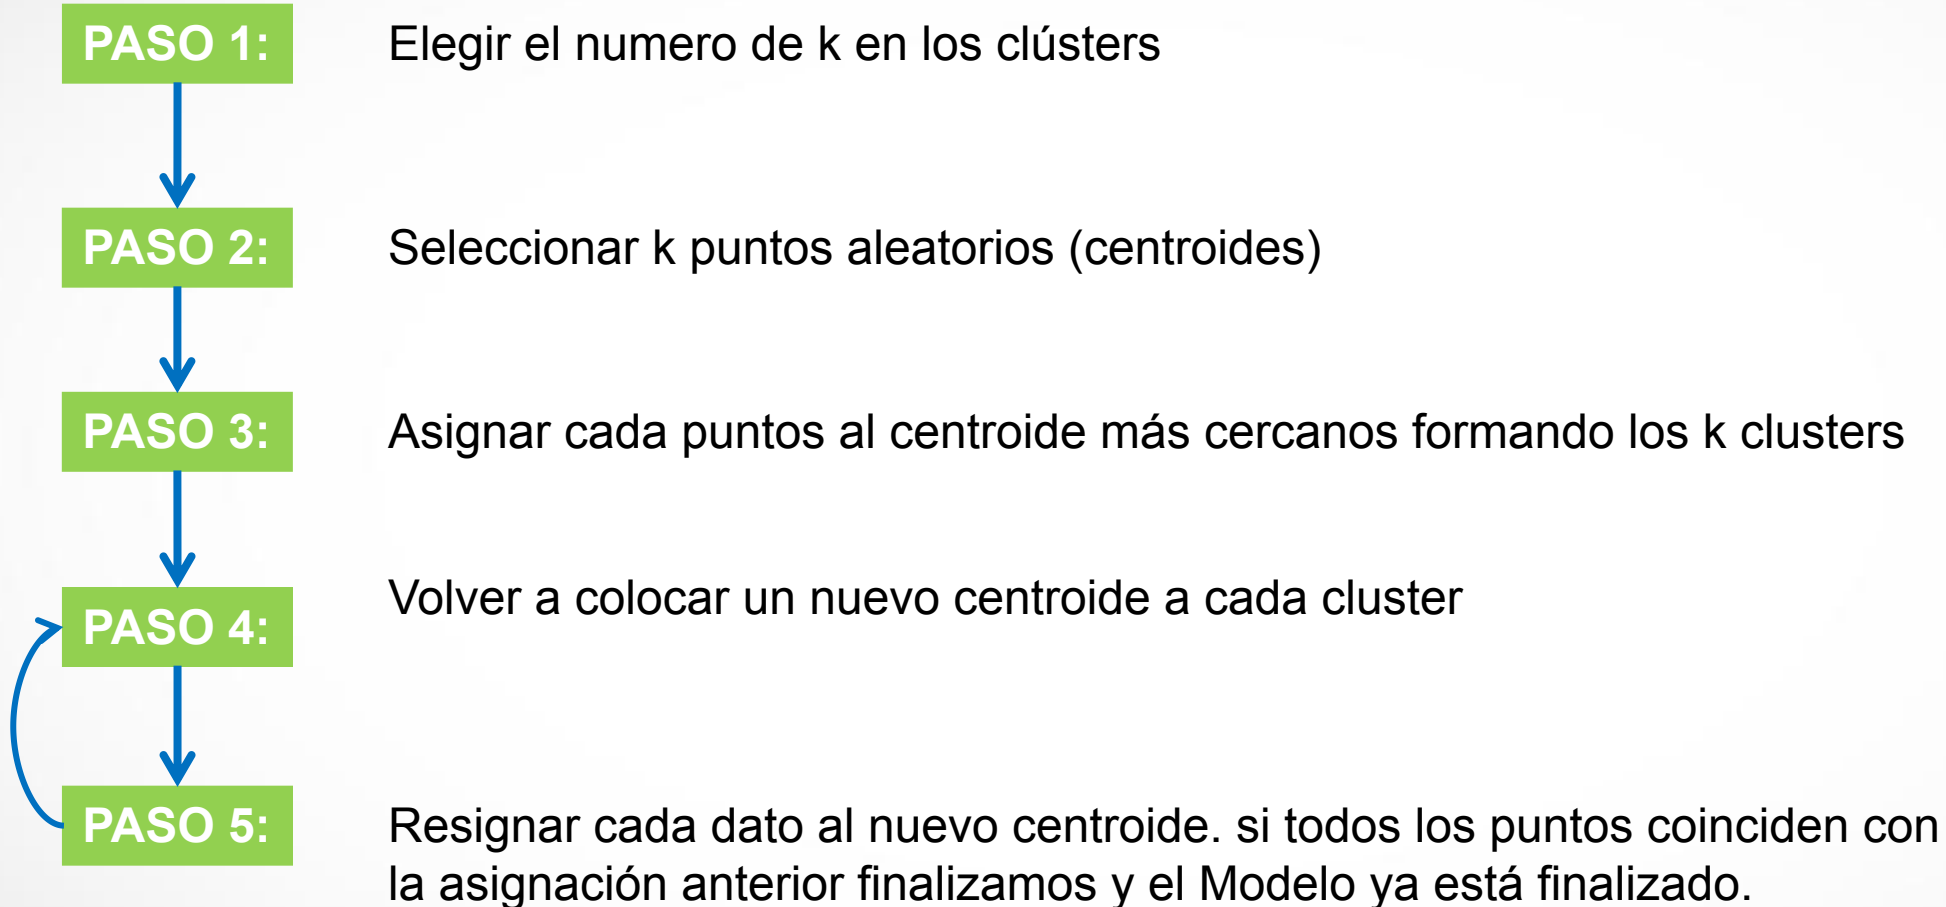 PASO 1: Elegir el numero de k en los clústers
PASO 2: Seleccionar k puntos aleatorios (centroides)
PASO 3: Asignar cada puntos al centroide más cercanos formando los k clusters
PASO 4: Volver a colocar un nuevo centroide a cada cluster
PASO 5: Resignar cada dato al nuevo centroide. si todos los puntos coinciden con
la asignación anterior finalizamos y el Modelo ya está finalizado.